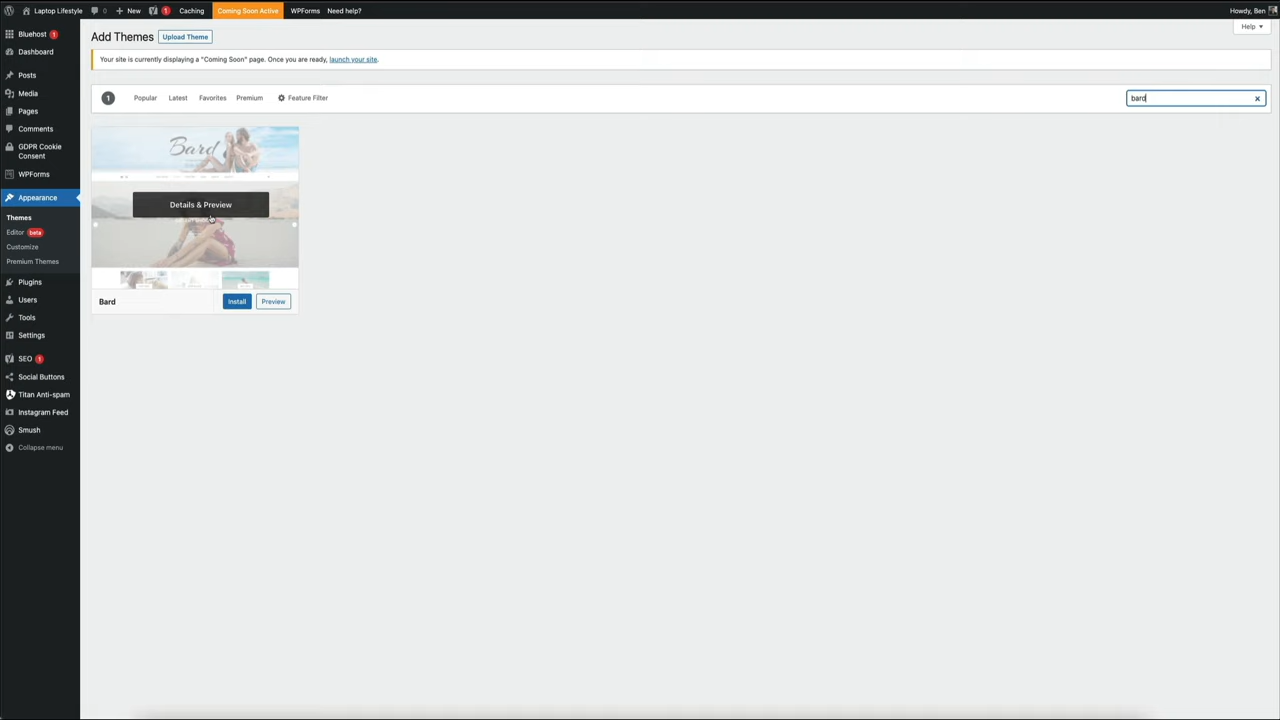 Laptop Lifestyle 0 New 1 Caching Coming Soon Active WPForms Need help? Howdy, Ben
Help
Bluehost 1
Dashboard
Posts
Media
Pages
Comments
GDPR Cookie
Consent
WPForms
Appearance
Themes
Editor beta
Customize
Premium Themes
Plugins
Users
Tools
Settings
SEO 1
Social Buttons
Titan Anti-spam
Instagram Feed
Smush
Collapse menu
Add Themes Upload Theme
Your site is currently displaying a "Coming Soon" page. Once you are ready, launch your site.
1 Popular Latest Favorites Premium Feature Filter bard
Bard
Details & Preview
Bard Install Preview